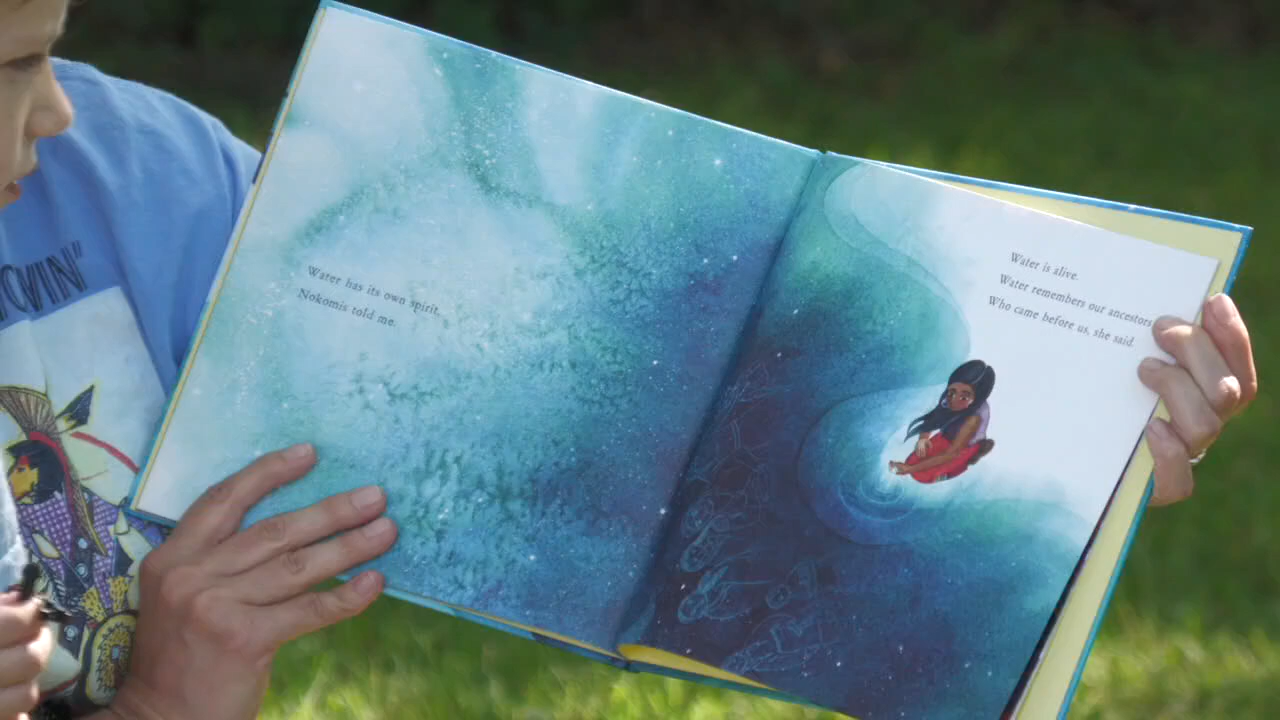 Water has its own spirit,
Nokomis told me.
Water is alive.
Water remembers our ancestors
Who came before us, she said.